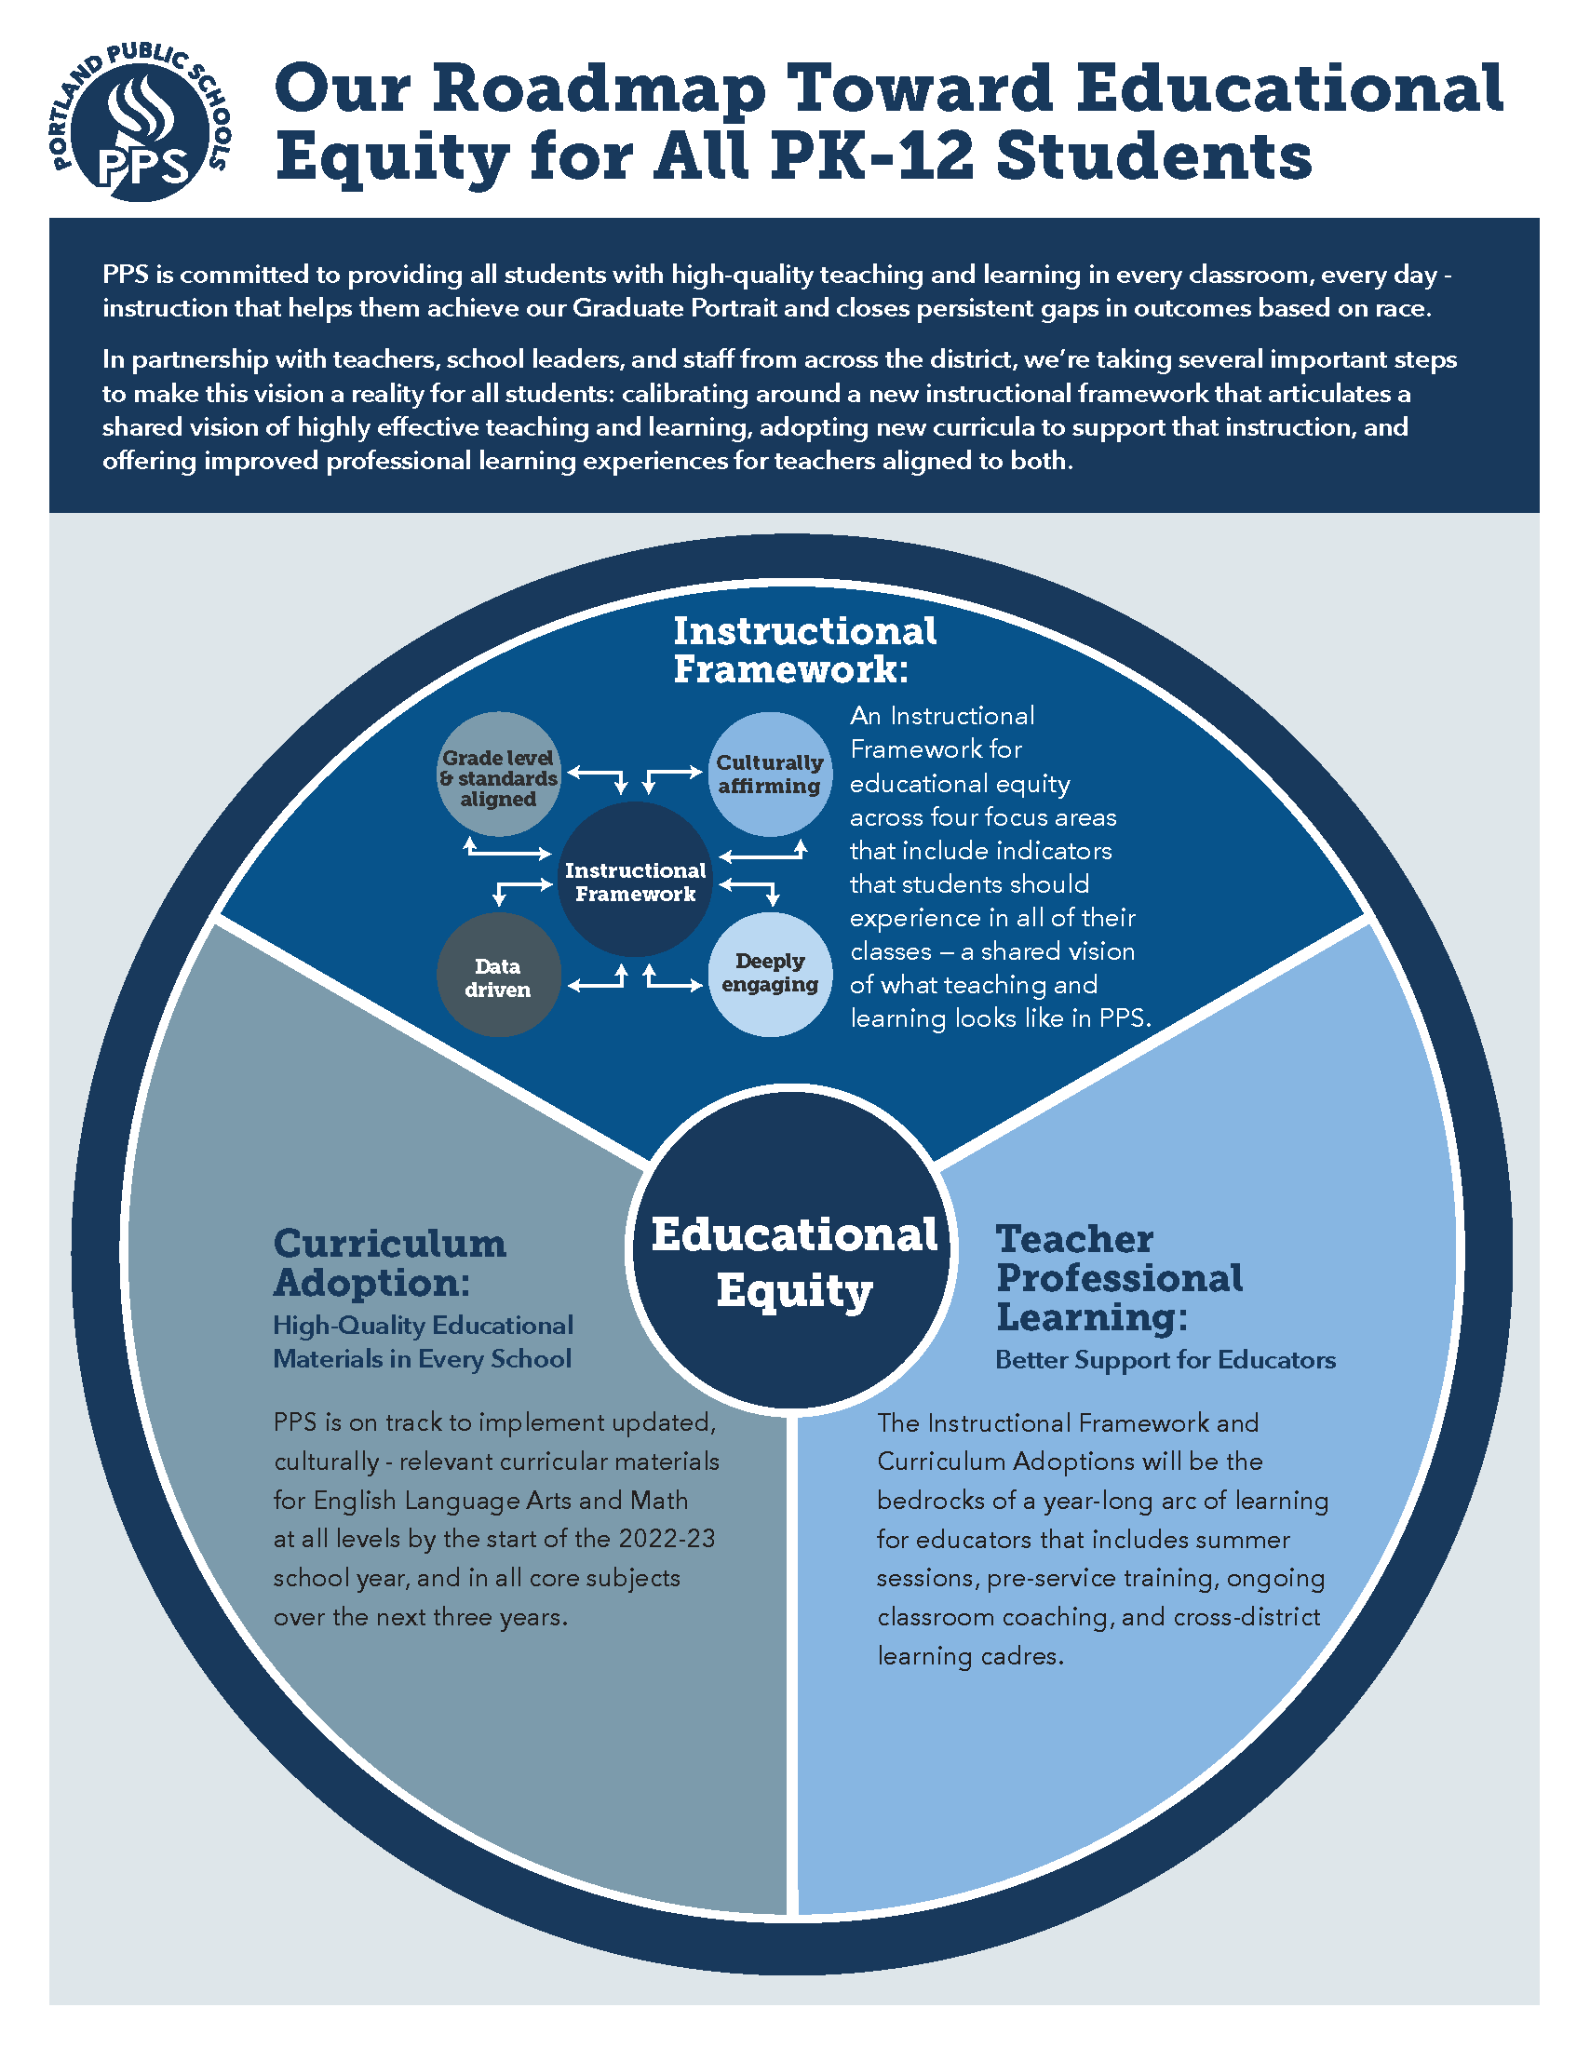 PORTLAND PUBLIC SCHOOLS
PPS
Our Roadmap Toward Educational
Equity for All PK-12 Students
PPS is committed to providing all students with high-quality teaching and learning in every classroom, every day -
instruction that helps them achieve our Graduate Portrait and closes persistent gaps in outcomes based on race.
In partnership with teachers, school leaders, and staff from across the district, we're taking several important steps
to make this vision a reality for all students: calibrating around a new instructional framework that articulates a
shared vision of highly effective teaching and learning, adopting new curricula to support that instruction, and
offering improved professional learning experiences for teachers aligned to both.
Instructional
Framework:
Grade level
& standards
aligned
Culturally
affirming
Instructional
Framework
Data
driven
Deeply
engaging
An Instructional
Framework for
educational equity
across four focus areas
that include indicators
that students should
experience in all of their
classes – a shared vision
of what teaching and
learning looks like in PPS.
Educational
Equity
Curriculum
Adoption:
High-Quality Educational
Materials in Every School
PPS is on track to implement updated,
culturally - relevant curricular materials
for English Language Arts and Math
at all levels by the start of the 2022-23
school year, and in all core subjects
over the next three years.
Teacher
Professional
Learning:
Better Support for Educators
The Instructional Framework and
Curriculum Adoptions will be the
bedrocks of a year-long arc of learning
for educators that includes summer
sessions, pre-service training, ongoing
classroom coaching, and cross-district
learning cadres.